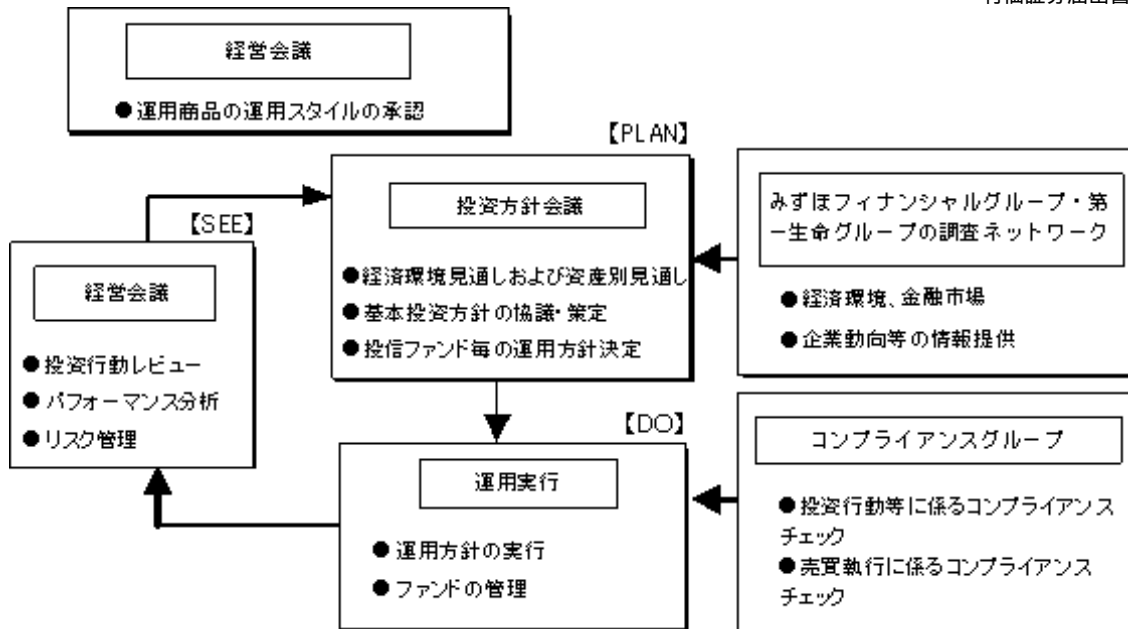 経営会議
●運用商品の運用スタイルの承認
【PLAN】
投資方針会議
●経済環境見通しおよび資産別見通し
●基本投資方針の協議・策定
●投信ファンド毎の運用方針決定
みずほフィナンシャルグループ・第
一生命グループの調査ネットワーク
●経済環境、金融市場
●企業動向等の情報提供
【SEE】
経営会議
●投資行動レビュー
●パフォーマンス分析
●リスク管理
【DO】
運用実行
●運用方針の実行
●ファンドの管理
コンプライアンスグループ
●投資行動等に係るコンプライアンス
チェック
●売買執行に係るコンプライアンス
チェック